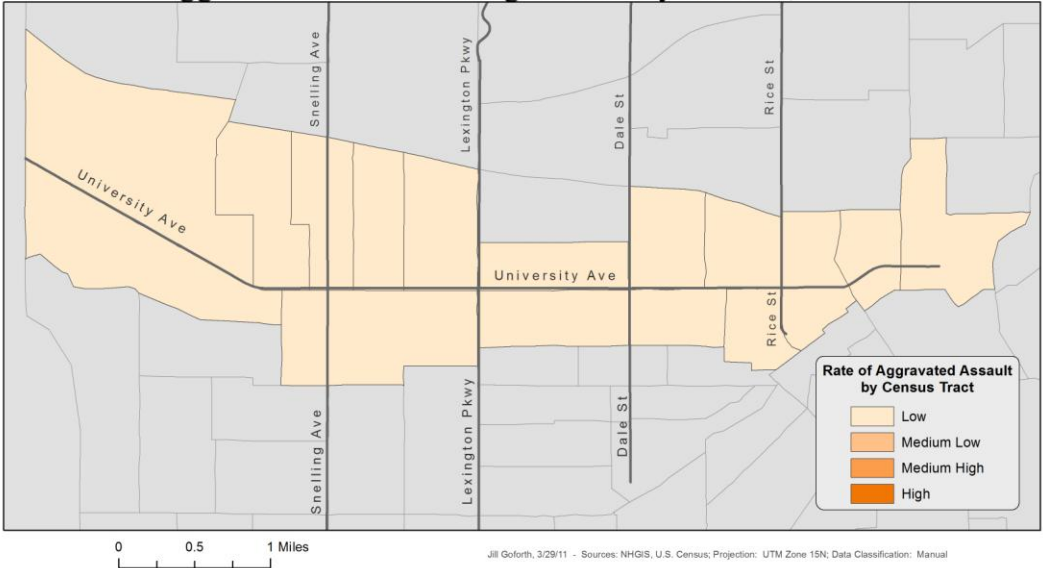 Snelling Ave
Lexington Pkwy
Dale St
Rice St
University Ave
University Ave
Rice St
Snelling Ave
Lexington Pkwy
Dale St
Rate of Aggravated Assault
by Census Tract
Low
Medium Low
Medium High
High
0 0.5 1 Miles
Jill Goforth, 3/29/11 - Sources: NHGIS, U.S. Census; Projection: UTM Zone 15N; Data Classification: Manual